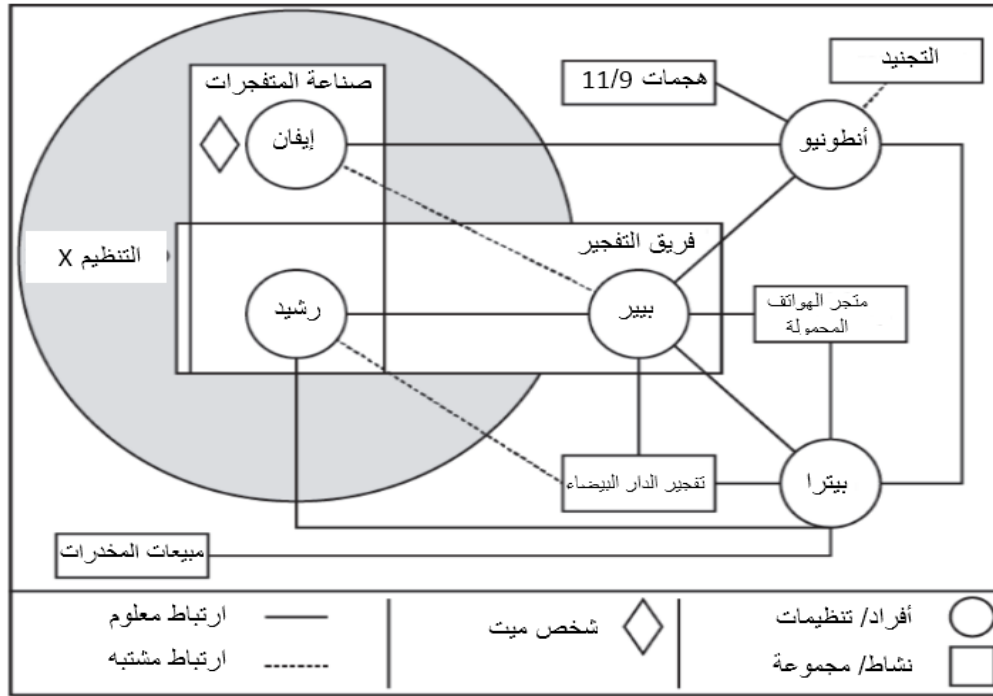 التجنيد
هجمات 11/9
صناعة المتفجرات
أنطونيو
إيفان
فريق التفجير
التنظيم X
متجر الهواتف
المحمولة
بيير
رشيد
تفجير الدار البيضاء
بيترا
مبيعات المخدرات
أفراد/ تنظيمات
نشاط/ مجموعة
شخص ميت
ارتباط معلوم
ارتباط مشتبه